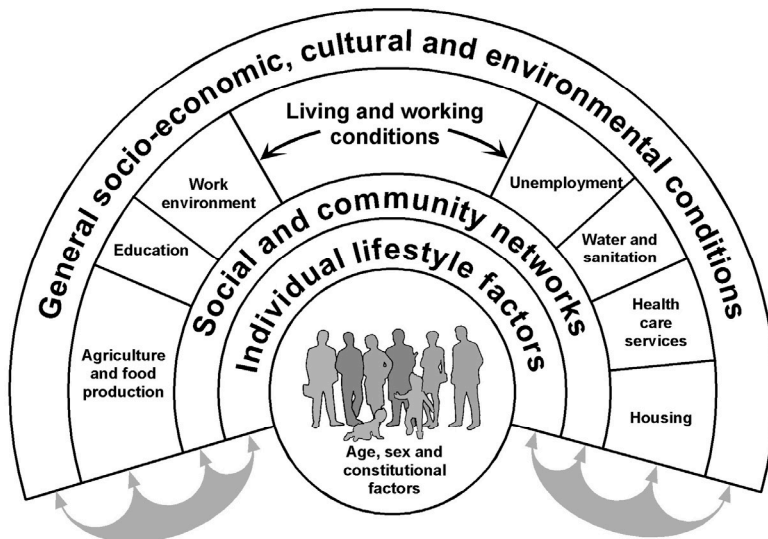 General socio-economic, cultural and environmental conditions
Living and working
conditions
Agriculture
and food
production
Education
Work
environment
Unemployment
Water and
sanitation
Health
care
services
Housing
Social and community networks
Individual lifestyle factors
Age, sex and
constitutional
factors